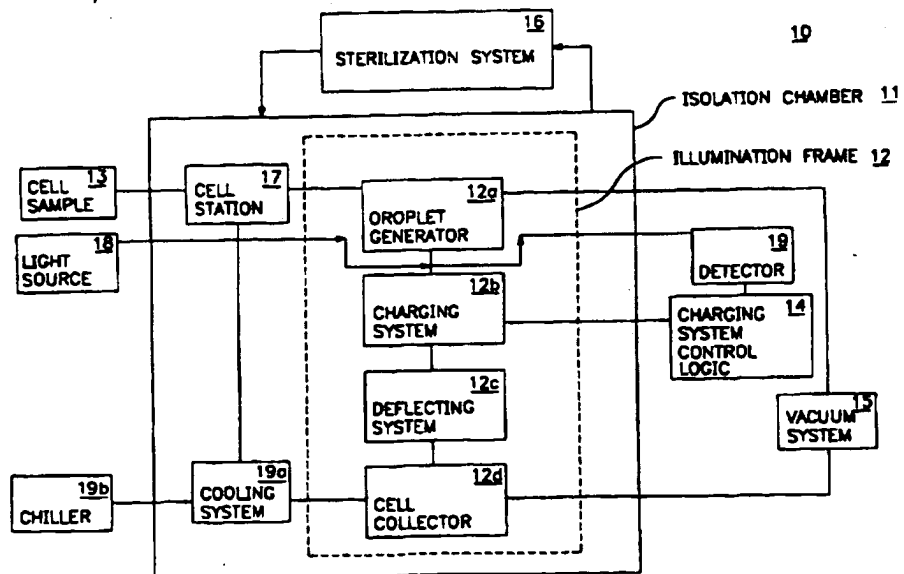 10
16
STERILIZATION SYSTEM
ISOLATION CHAMBER 11
ILLUMINATION FRAME 12
13
CELL
SAMPLE
17
CELL
STATION
12a
OROPLET
GENERATOR
18
LIGHT
SOURCE
19
DETECTOR
12b
CHARGING
SYSTEM
14
CHARGING
SYSTEM
CONTROL
LOGIC
12c
DEFLECTING
SYSTEM
15
VACUUM
SYSTEM
19b
CHILLER
19a
COOLING
SYSTEM
12d
CELL
COLLECTOR